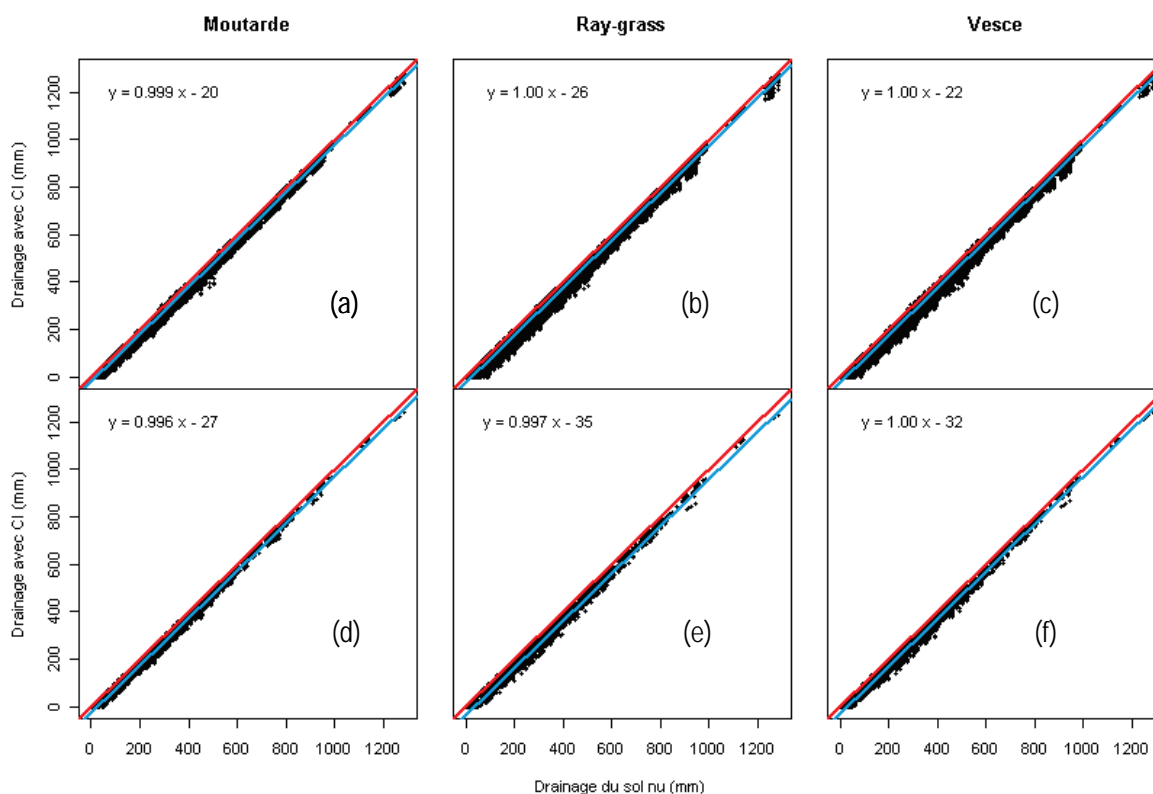 Moutarde
Ray-grass
Vesce
y = 0.999 x - 20
y = 1.00 x - 26
y = 1.00 x - 22
Drainage avec CI (mm)
1200
1000
800
600
400
200
0
(a)
(b)
(c)
y = 0.996 x - 27
y = 0.997 x - 35
y = 1.00 x - 32
Drainage avec CI (mm)
1200
1000
800
600
400
200
0
(d)
(e)
(f)
0 200 400 600 800 1000 1200
0 200 400 600 800 1000 1200
0 200 400 600 800 1000 1200
Drainage du sol nu (mm)